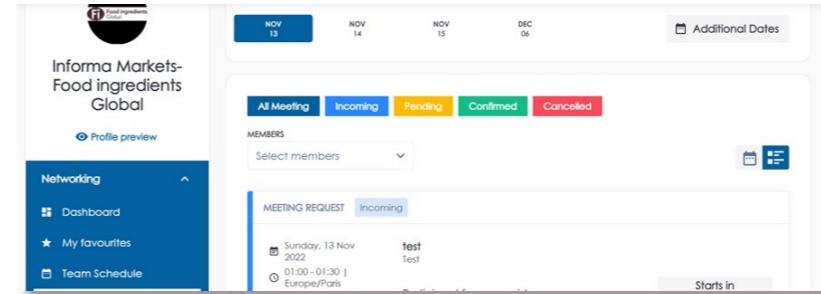 Fi Food ingredients
Global
Informa Markets-
Food ingredients
Global
Profile preview
Networking
Dashboard
My favourites
Team Schedule
NOV
13
NOV
14
NOV
15
DEC
06
Additional Dates
All Meeting
Incoming
Pending
Confirmed
Cancelled
MEMBERS
Select members
MEETING REQUEST
Incoming
Sunday, 13 Nov
2022
01:00 - 01:30 |
Europe/Paris
test
Test
Starts in